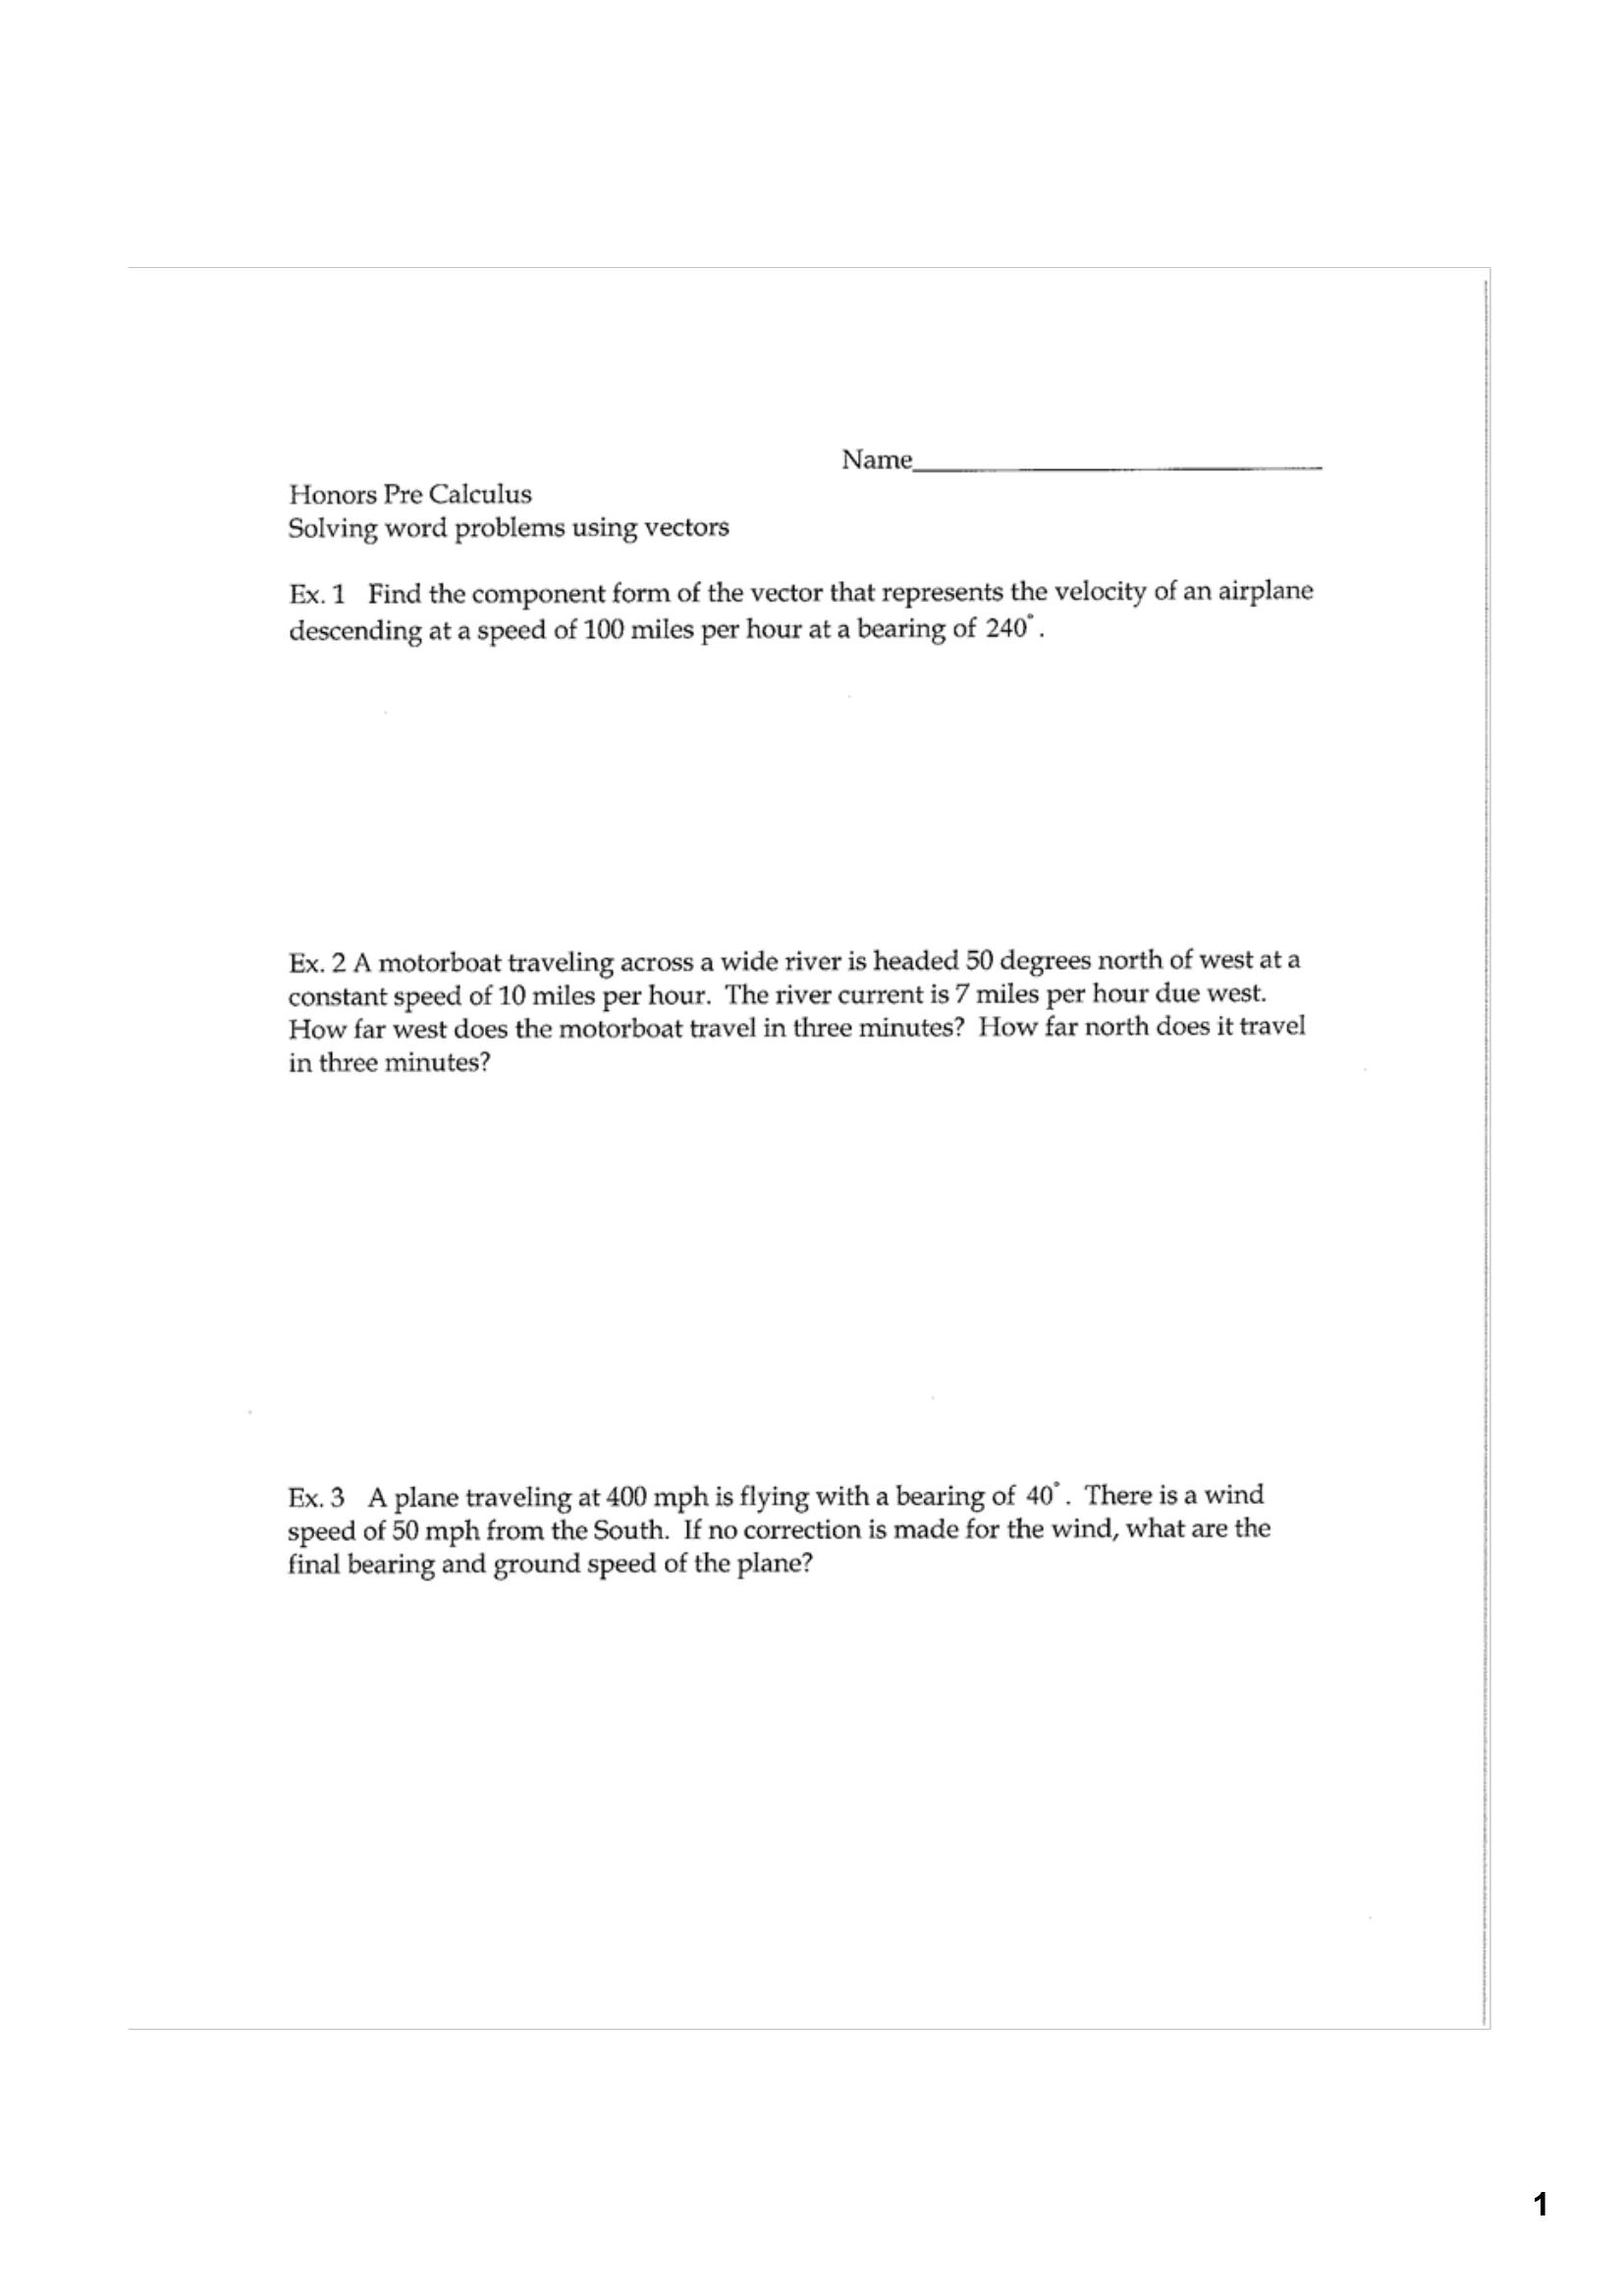 Name
Honors Pre Calculus
Solving word problems using vectors
Ex. 1 Find the component form of the vector that represents the velocity of an airplane
descending at a speed of 100 miles per hour at a bearing of 240°.
Ex. 2 A motorboat traveling across a wide river is headed 50 degrees north of west at a
constant speed of 10 miles per hour. The river current is 7 miles per hour due west.
How far west does the motorboat travel in three minutes? How far north does it travel
in three minutes?
Ex. 3 A plane traveling at 400 mph is flying with a bearing of 40°. There is a wind
speed of 50 mph from the South. If no correction is made for the wind, what are the
final bearing and ground speed of the plane?
1